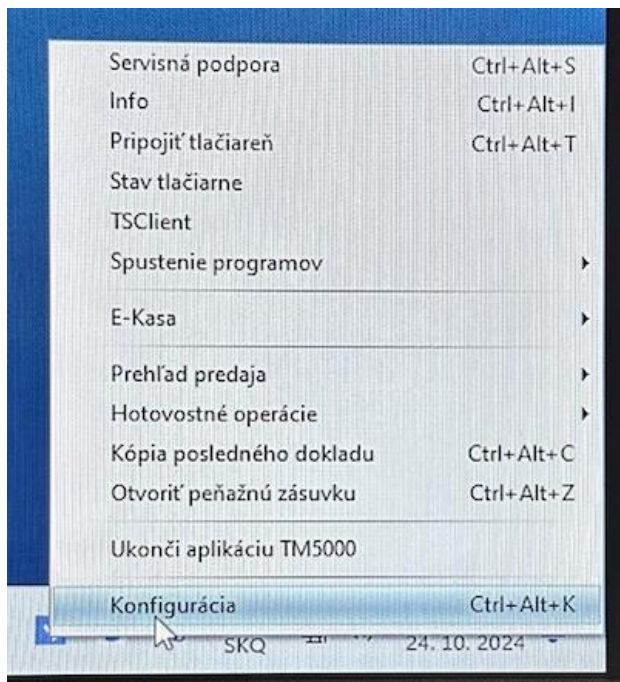 Servisná podpora Ctrl+Alt+S
Info Ctrl+Alt+I
Pripojiť tlačiareň Ctrl+Alt+T
Stav tlačiarne
TSClient
Spustenie programov
E-Kasa
Prehľad predaja
Hotovostné operácie
Kópia posledného dokladu Ctrl+Alt+C
Otvoriť peňažnú zásuvku Ctrl+Alt+Z
Ukonči aplikáciu TM5000
Konfigurácia Ctrl+Alt+K
SKQ 24. 10. 2024